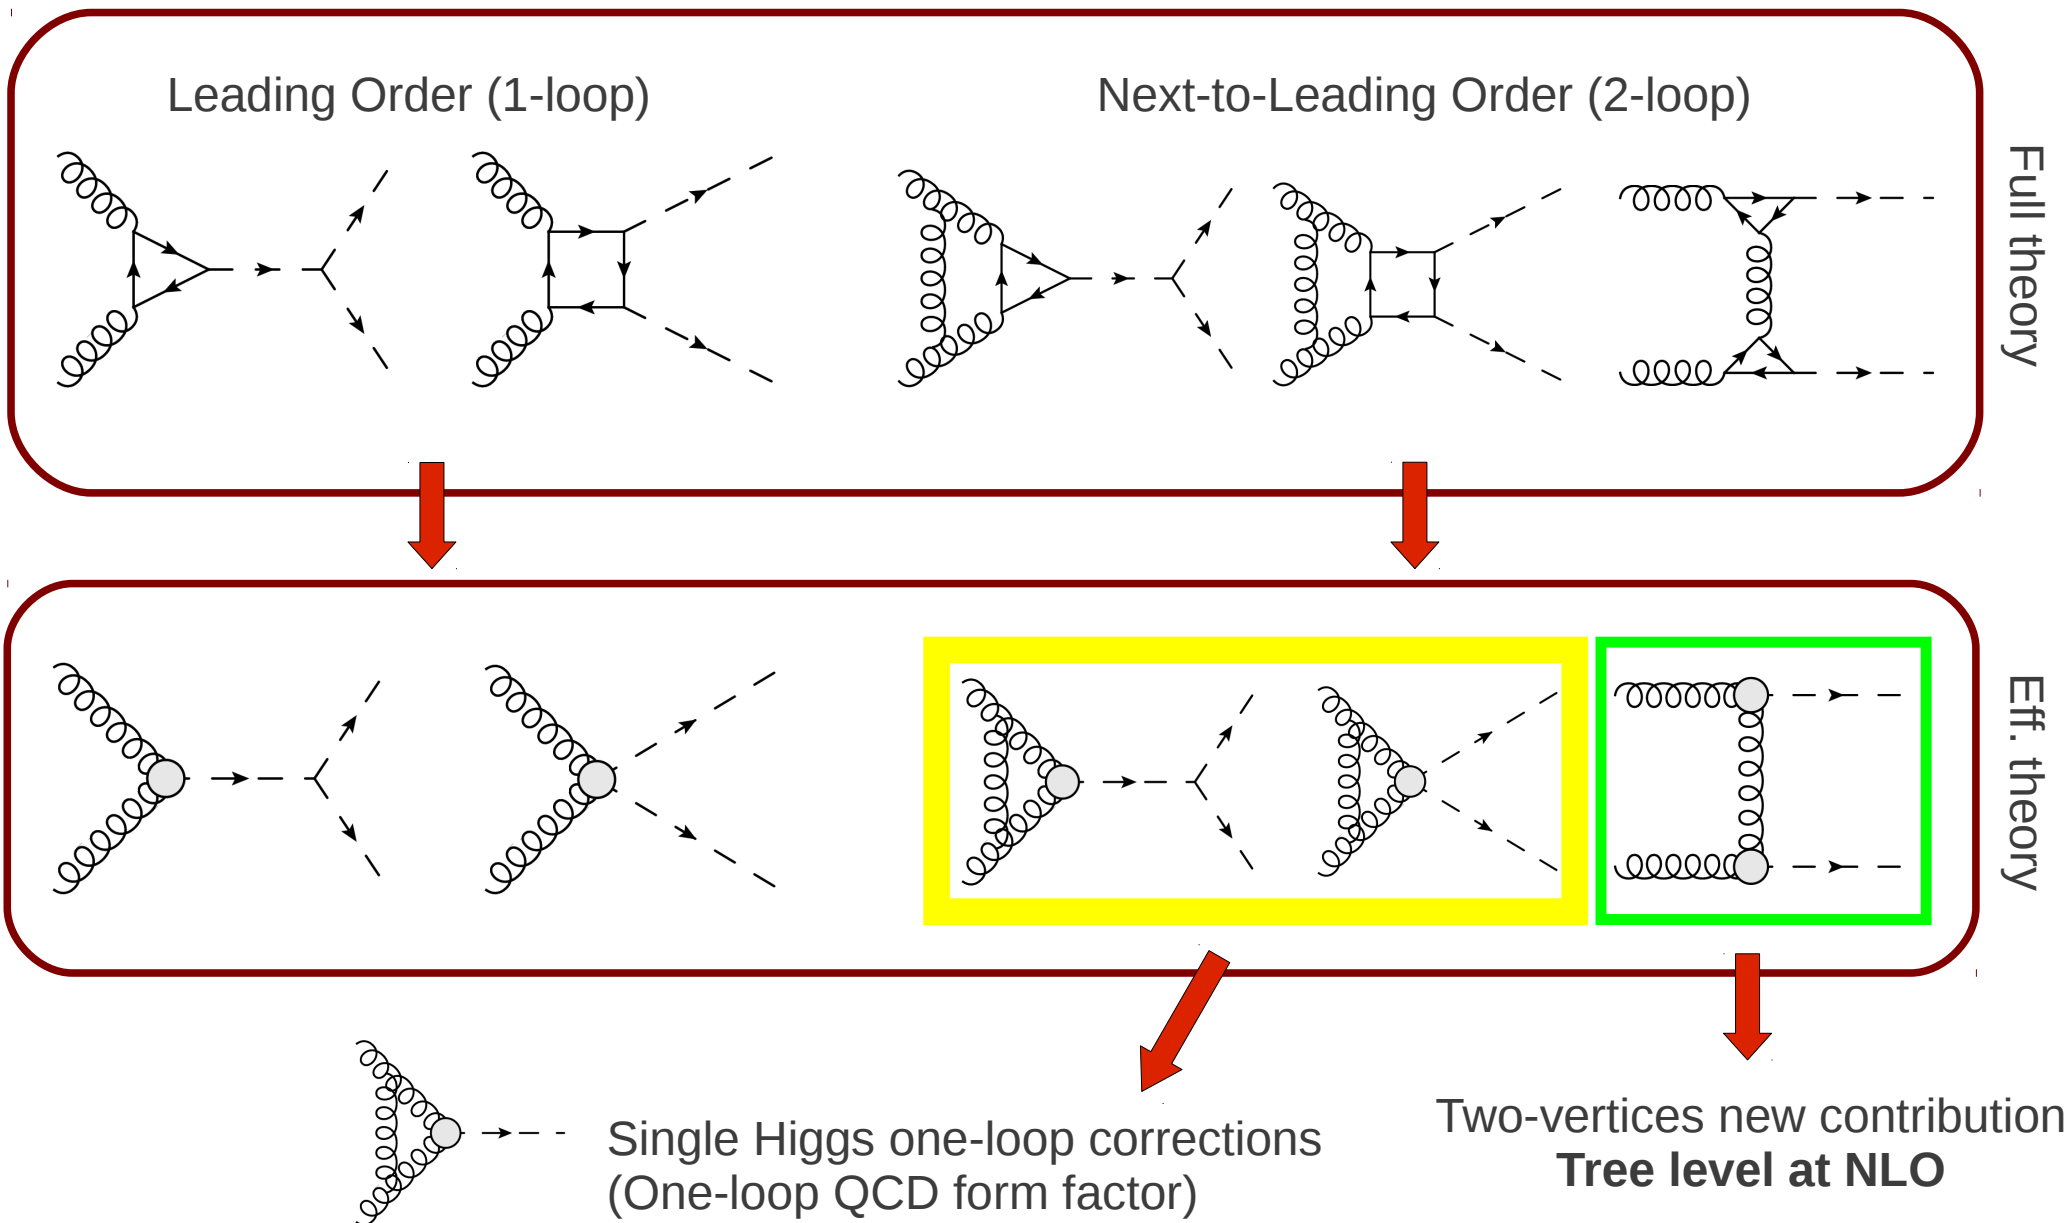 Leading Order (1-loop)
Next-to-Leading Order (2-loop)
Full theory
Eff. theory
Single Higgs one-loop corrections
(One-loop QCD form factor)
Two-vertices new contribution
Tree level at NLO